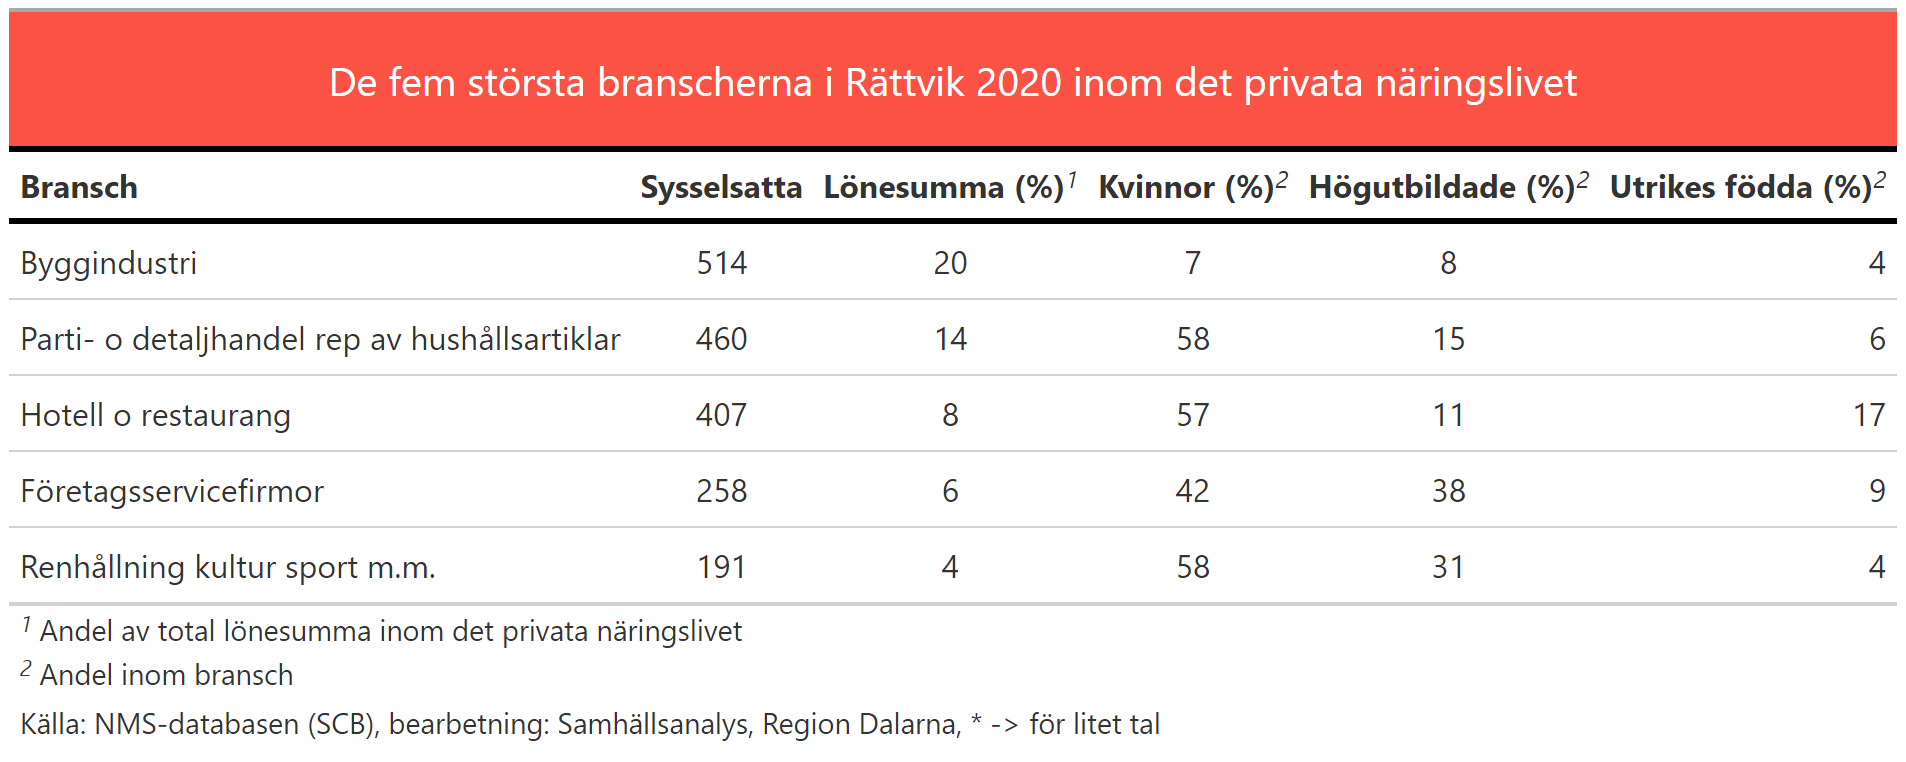 De fem största branscherna i Rättvik 2020 inom det privata näringslivet
Bransch Sysselsatta Lönesumma (%)1 Kvinnor (%)2 Högutbildade (%)2 Utrikes födda (%)2
Byggindustri 514 20 7 8 4
Parti- o detaljhandel rep av hushållsartiklar 460 14 58 15 6
Hotell o restaurang 407 8 57 11 17
Företagsservicefirmor 258 6 42 38 9
Renhållning kultur sport m.m. 191 4 58 31 4
1 Andel av total lönesumma inom det privata näringslivet
2 Andel inom bransch
Källa: NMS-databasen (SCB), bearbetning: Samhällsanalys, Region Dalarna, * -> för litet tal